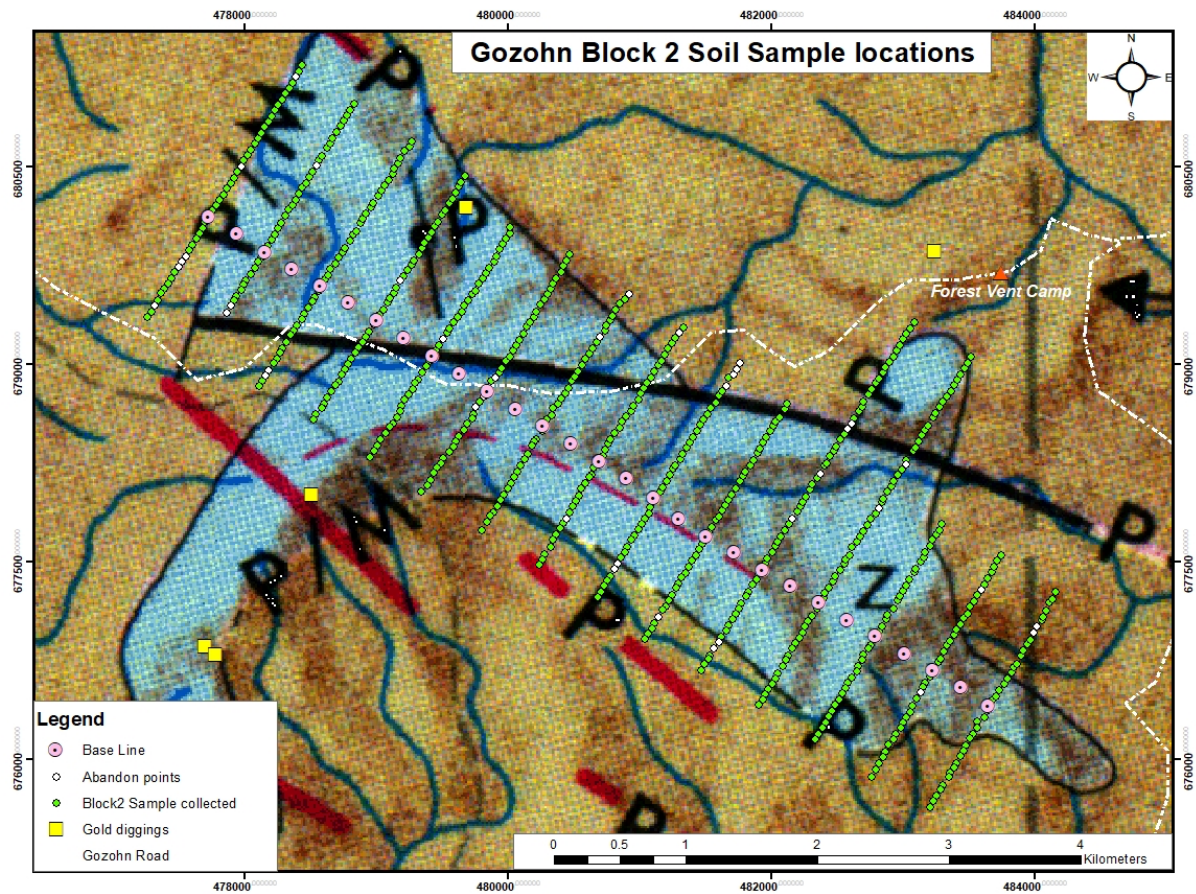 478000 480000 482000 484000
Gozohn Block 2 Soil Sample locations
N
W E
S
680500 680500
P
P
P
Forest Vent Camp
679000 679000
P
P
677500 677500
P
Z
P
P
676000 676000
Legend
Base Line
Abandon points
Block2 Sample collected
Gold diggings
Gozohn Road
P
0 0.5 1 2 3 4
Kilometers
478000 480000 482000 484000